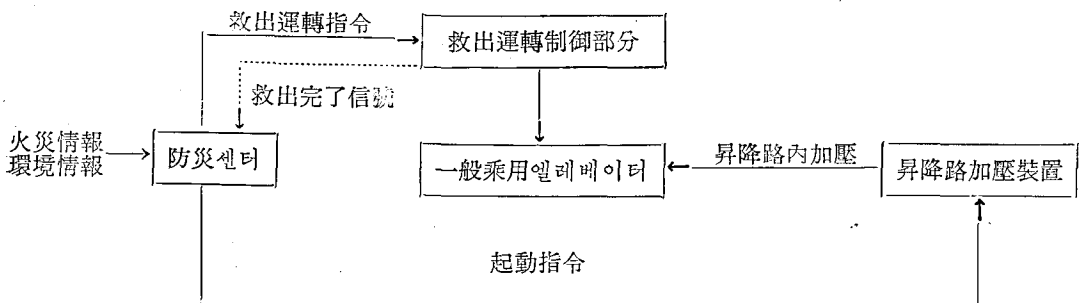 救出運轉指令
救出運轉制御部分
救出完了信號
火災情報
環境情報
防災센터
一般乘用엘레베이터
昇降路內加壓
昇降路加壓裝置
起動指令